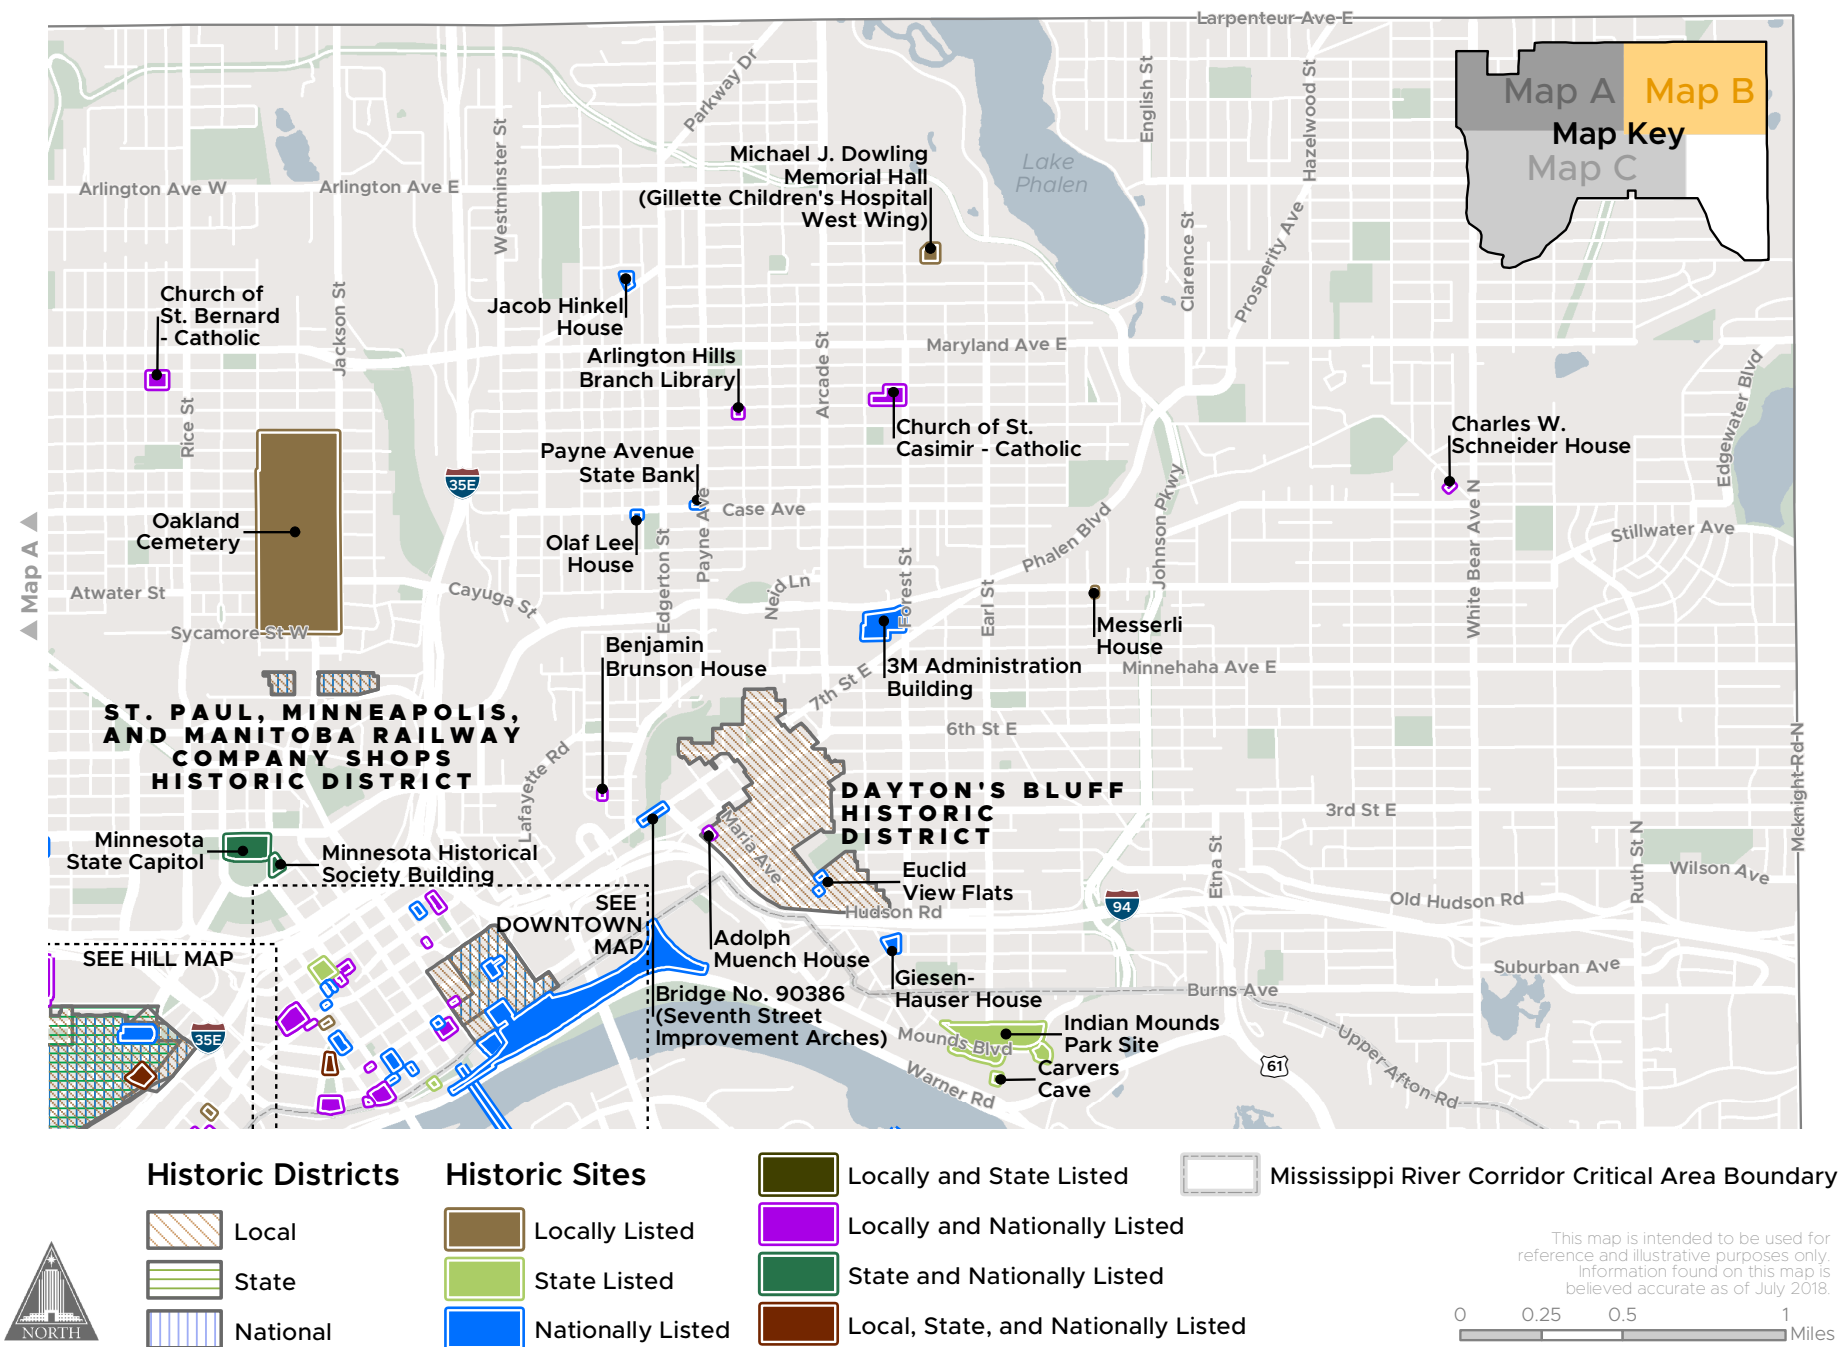 Larpenteur Ave E
Parkway Dr
English St
Hazelwood St
Map A
Map B
Map Key
Map C
Michael J. Dowling
Memorial Hall
(Gillette Children's Hospital
West Wing)
Lake
Phalen
Westminster St
Arlington Ave W
Arlington Ave E
Clarence St
Prosperity Ave
Church of
St. Bernard
- Catholic
Jackson St
Jacob Hinkel
House
Arlington Hills
Branch Library
Arcade St
Maryland Ave E
Edgewater Blvd
Rice St
Church of St.
Casimir - Catholic
Charles W.
Schneider House
Payne Avenue
State Bank
35E
Payne Ave
Case Ave
Johnson Pkwy
White Bear Ave N
Oakland
Cemetery
Olaf Lee
House
Edgerton St
Phalen Blvd
Stillwater Ave
Map A
Atwater St
Cayuga St
Neid Ln
Forest St
Earl St
Sycamore St W
Benjamin
Brunson House
Messerli
House
3M Administration
Building
Minnehaha Ave E
7th St E
ST. PAUL, MINNEAPOLIS,
AND MANITOBA RAILWAY
COMPANY SHOPS
HISTORIC DISTRICT
6th St E
Lafayette Rd
DAYTON'S BLUFF
HISTORIC
DISTRICT
3rd St E
Mcknight Rd N
Minnesota
State Capitol
Minnesota Historical
Society Building
Maria Ave
Etna St
Ruth St N
Wilson Ave
Euclid
View Flats
Old Hudson Rd
94
Hudson Rd
SEE
DOWNTOWN
MAP
SEE HILL MAP
Adolph
Muench House
Giesen-
Hauser House
Suburban Ave
Burns Ave
Bridge No. 90386
(Seventh Street
Improvement Arches)
35E
Mounds Blvd
Indian Mounds
Park Site
Carvers
Cave
Warner Rd
61
Upper Afton Rd
Historic Districts
Local
State
National
Historic Sites
Locally Listed
State Listed
Nationally Listed
Locally and State Listed
Locally and Nationally Listed
State and Nationally Listed
Local, State, and Nationally Listed
Mississippi River Corridor Critical Area Boundary
This map is intended to be used for
reference and illustrative purposes only.
Information found on this map is
believed accurate as of July 2018.
0 0.25 0.5 1
Miles
NORTH